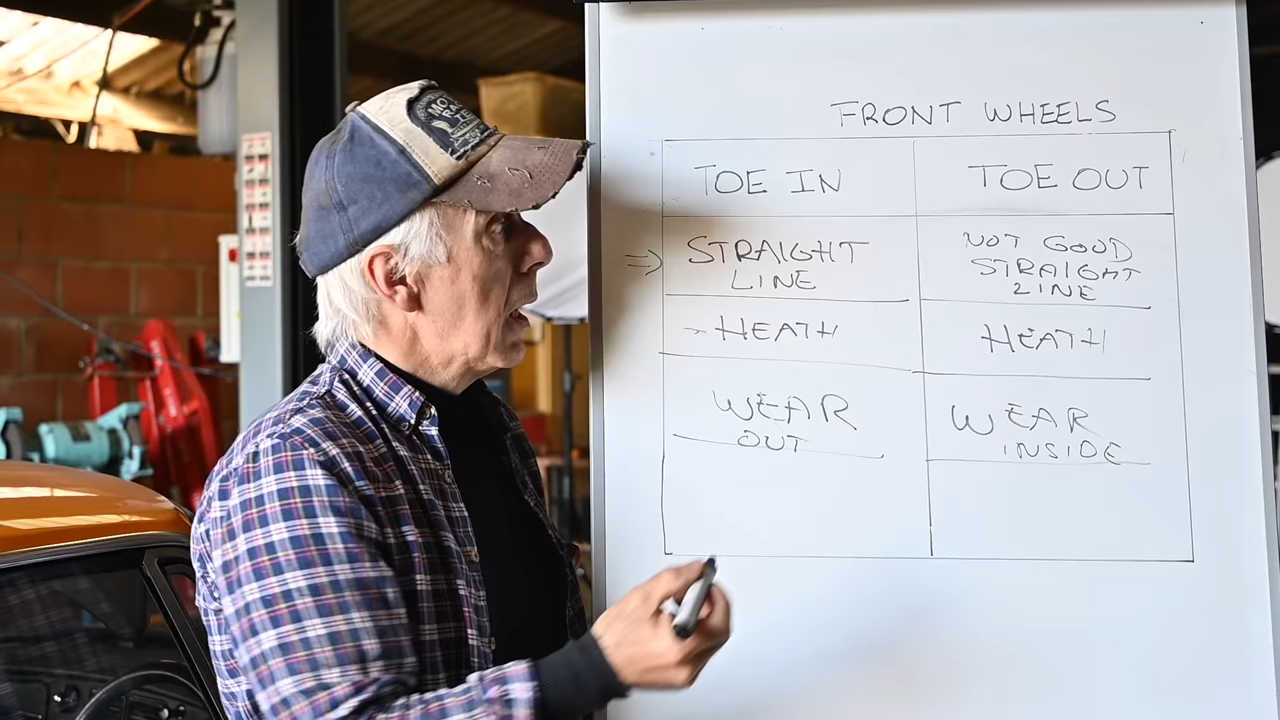 FRONT WHEELS
TOE IN
TOE OUT
STRAIGHT
LINE
NOT GOOD
STRAIGHT
LINE
HEATH
HEATH
WEAR
OUT
WEAR
INSIDE